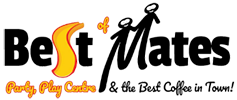 Best of Mates
Party, Play Centre & the Best Coffee in Town!